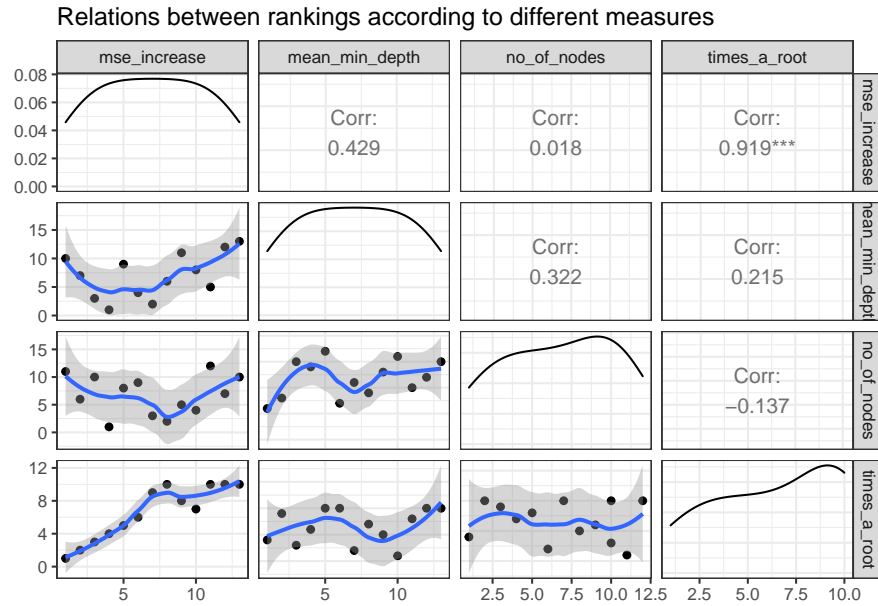 Relations between rankings according to different measures
mse_increase mean_min_depth no_of_nodes times_a_root
0.08
0.06
0.04
0.02
0.00
Corr:
0.429
Corr:
0.018
Corr:
0.919***
mse_increase
15
10
5
0
Corr:
0.322
Corr:
0.215
mean_min_depth
15
10
5
0
Corr:
−0.137
no_of_nodes
12
8
4
0
times_a_root
5 10 5 10 2.5 5.0 7.5 10.0 12.5 2.5 5.0 7.5 10.0